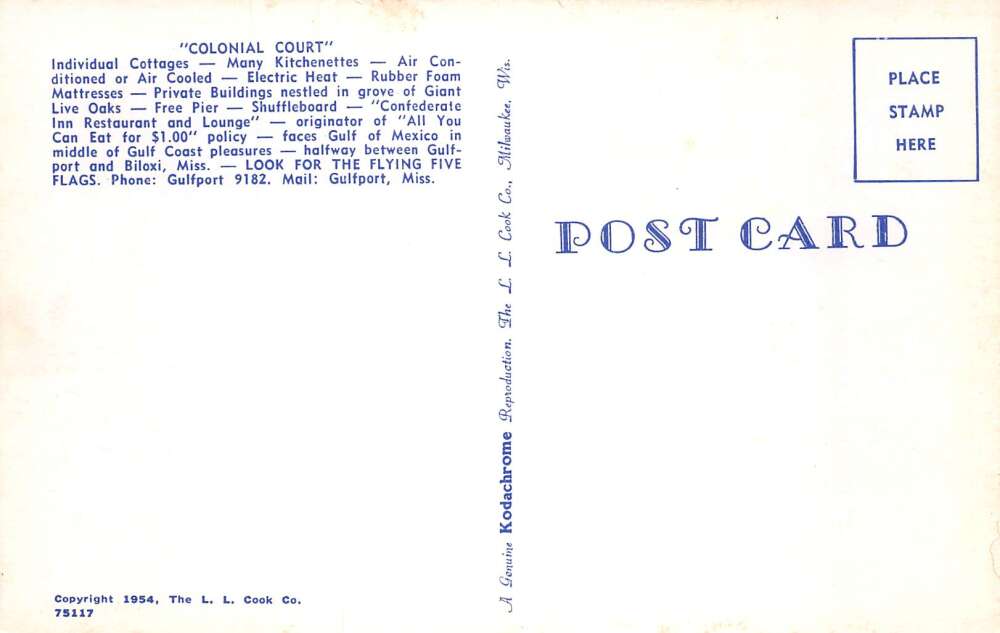 "COLONIAL COURT"
Individual Cottages — Many Kitchenettes — Air Con-
ditioned or Air Cooled — Electric Heat — Rubber Foam
Mattresses — Private Buildings nestled in grove of Giant
Live Oaks — Free Pier — Shuffleboard — "Confederate
Inn Restaurant and Lounge" — originator of "All You
Can Eat for $1.00" policy — faces Gulf of Mexico in
middle of Gulf Coast pleasures — halfway between Gulf-
port and Biloxi, Miss. — LOOK FOR THE FLYING FIVE
FLAGS. Phone: Gulfport 9182. Mail: Gulfport, Miss.
Copyright 1954, The L. L. Cook Co.
75117
A Genuine Kodachrome Reproduction. The L. L. Cook Co., Milwaukee, Wis.
PLACE
STAMP
HERE
POST CARD